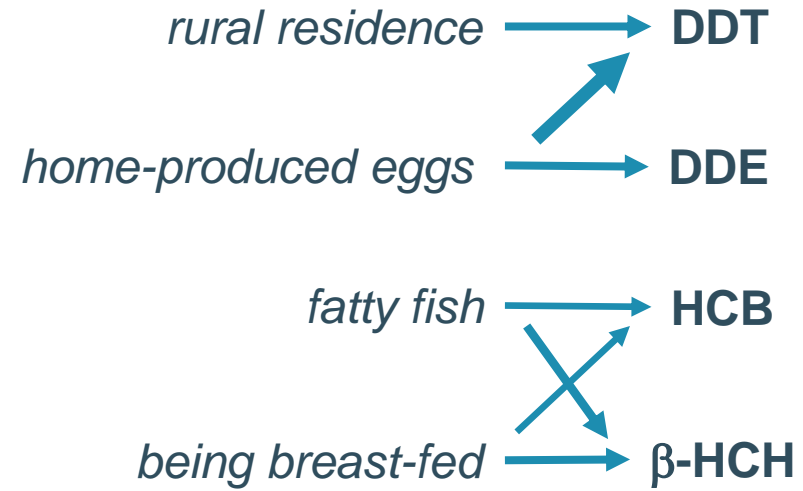 rural residence DDT
home-produced eggs DDE
fatty fish HCB
being breast-fed β-HCH